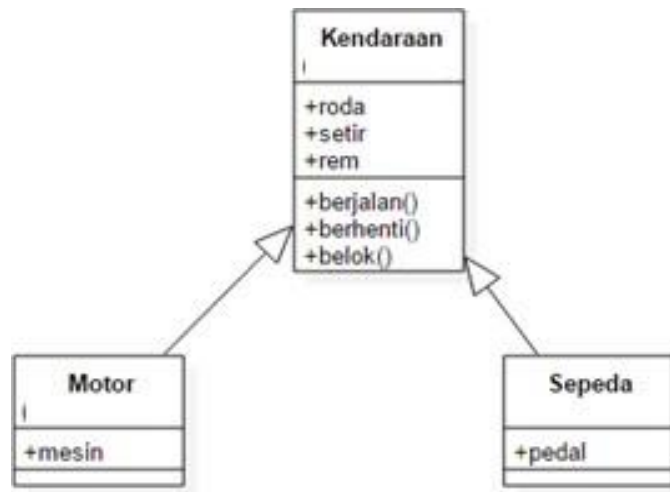 Kendaraan
+roda
+setir
+rem
+berjalan()
+berhenti()
+belok()
Motor
+mesin
Sepeda
+pedal